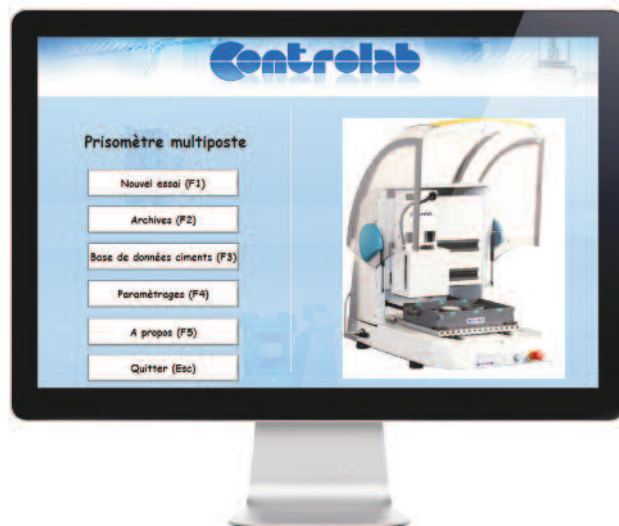 Controlab
Prisomètre multiposte
Nouvel essai (F1)
Archives (F2)
Base de données ciments (F3)
Paramètrages (F4)
A propos (F5)
Quitter (Esc)